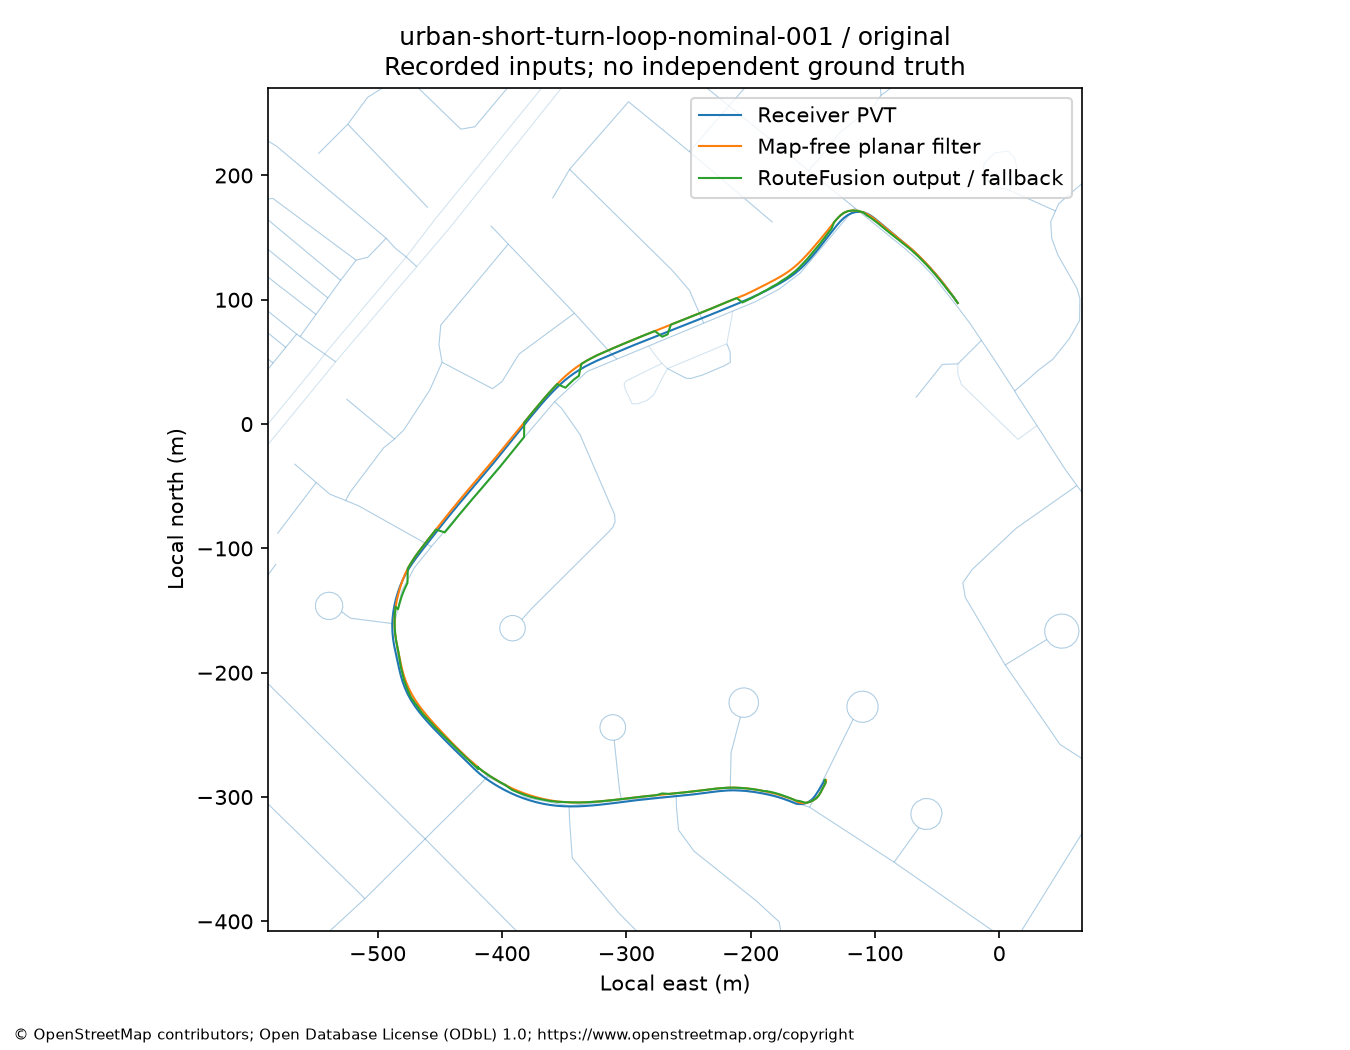 urban-short-turn-loop-nominal-001 / original
Recorded inputs; no independent ground truth
Receiver PVT
Map-free planar filter
RouteFusion output / fallback
200
100
0
−100
−200
−300
−400
Local north (m)
−500 −400 −300 −200 −100 0
Local east (m)
© OpenStreetMap contributors; Open Database License (ODbL) 1.0; https://www.openstreetmap.org/copyright